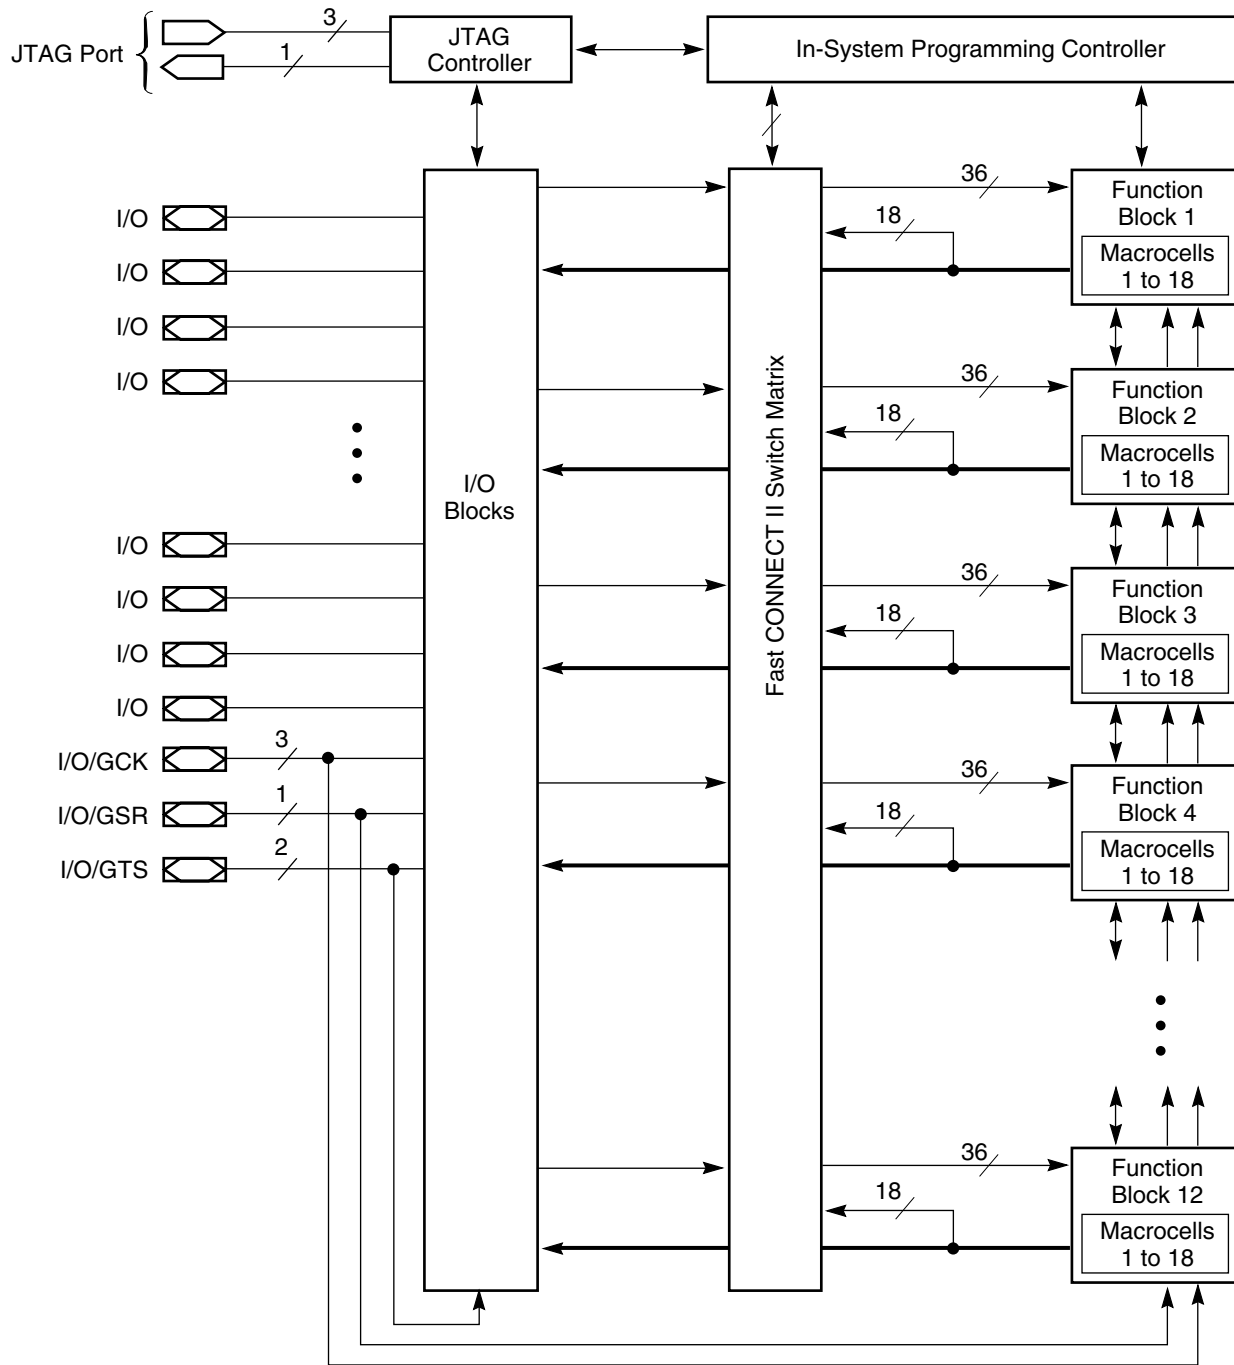 JTAG Port
3
1
JTAG
Controller
In-System Programming Controller
I/O
I/O
I/O
I/O
I/O
I/O
I/O
I/O
I/O/GCK
3
I/O/GSR
1
I/O/GTS
2
I/O
Blocks
Fast CONNECT II Switch Matrix
36
18
Function
Block 1
Macrocells
1 to 18
36
18
Function
Block 2
Macrocells
1 to 18
36
18
Function
Block 3
Macrocells
1 to 18
36
18
Function
Block 4
Macrocells
1 to 18
36
18
Function
Block 12
Macrocells
1 to 18